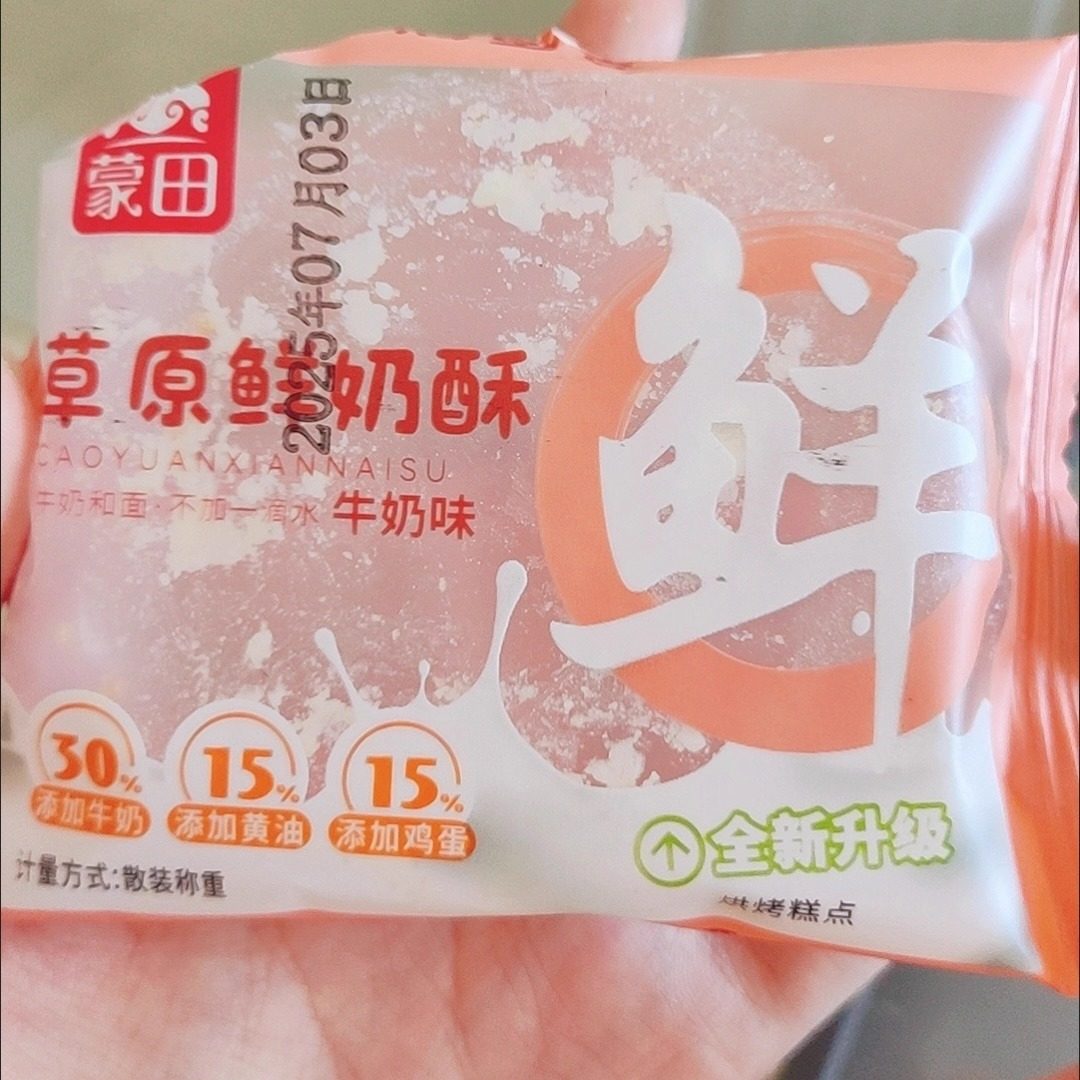 蒙田
2025年07月03日
草原鲜奶酥
CAOYUANXIANNAISU
牛奶和面·不加一滴水 牛奶味
鲜
30%
添加牛奶
15%
添加黄油
15%
添加鸡蛋
全新升级
计量方式:散装称重
烘烤糕点